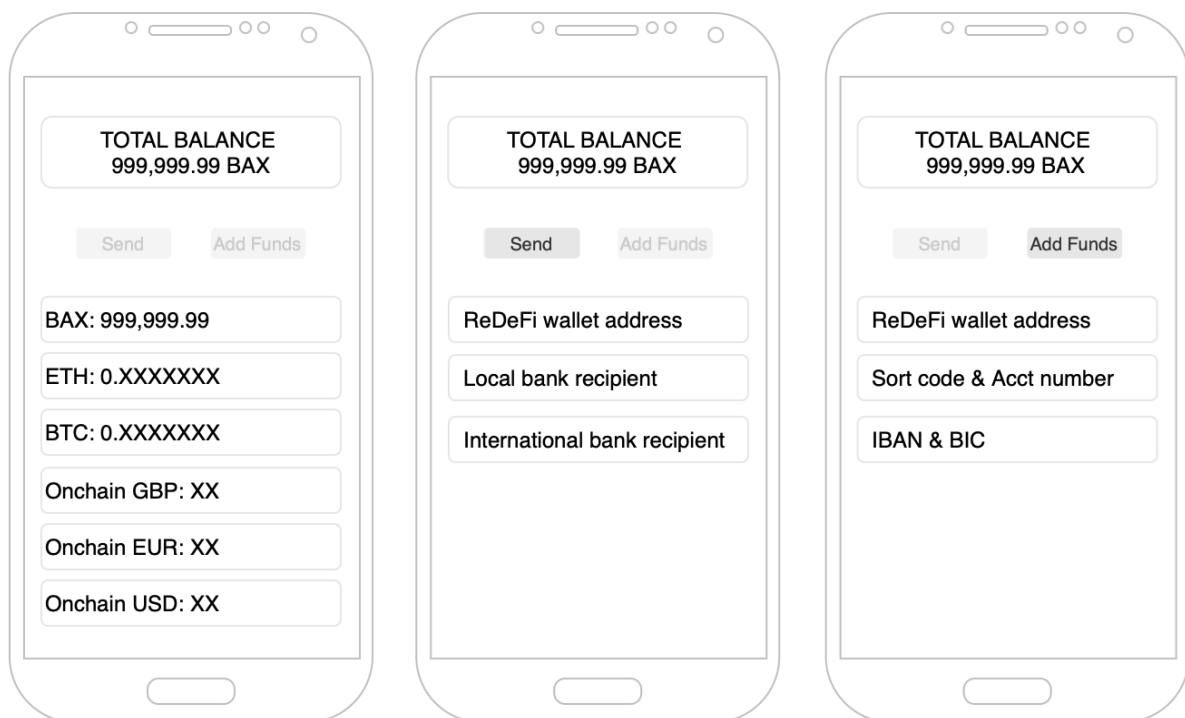 TOTAL BALANCE
999,999.99 BAX
Send
Add Funds
BAX: 999,999.99
ETH: 0.XXXXXXX
BTC: 0.XXXXXXX
Onchain GBP: XX
Onchain EUR: XX
Onchain USD: XX
TOTAL BALANCE
999,999.99 BAX
Send
Add Funds
ReDeFi wallet address
Local bank recipient
International bank recipient
TOTAL BALANCE
999,999.99 BAX
Send
Add Funds
ReDeFi wallet address
Sort code & Acct number
IBAN & BIC